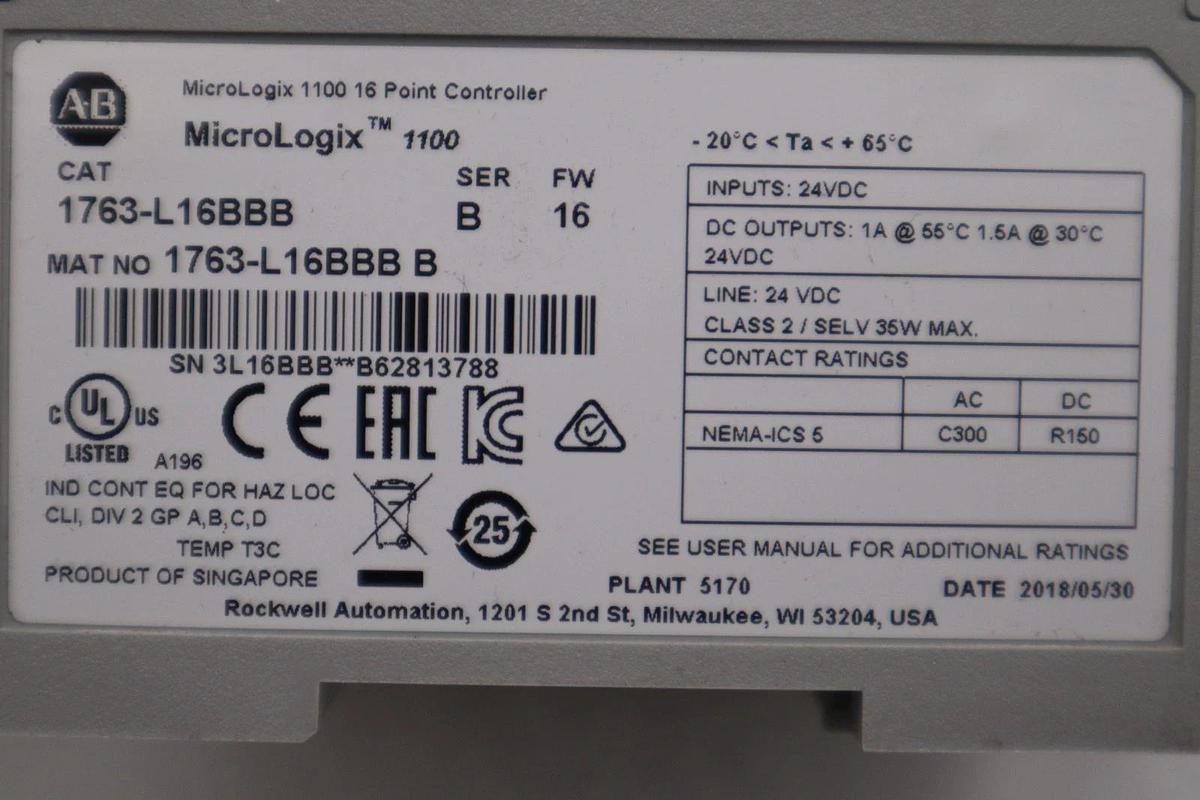 AB
MicroLogix 1100 16 Point Controller
MicroLogix™ 1100
CAT SER FW
1763-L16BBB B 16
MAT NO 1763-L16BBB B
SN 3L16BBB**B62813788
C UL US
LISTED A196
CE EAC KC
IND CONT EQ FOR HAZ LOC
CLI, DIV 2 GP A,B,C,D
TEMP T3C
25
PRODUCT OF SINGAPORE
- 20°C < Ta < + 65°C
INPUTS: 24VDC
DC OUTPUTS: 1A @ 55°C 1.5A @ 30°C
24VDC
LINE: 24 VDC
CLASS 2 / SELV 35W MAX.
CONTACT RATINGS
AC DC
NEMA-ICS 5 C300 R150
SEE USER MANUAL FOR ADDITIONAL RATINGS
PLANT 5170 DATE 2018/05/30
Rockwell Automation, 1201 S 2nd St, Milwaukee, WI 53204, USA